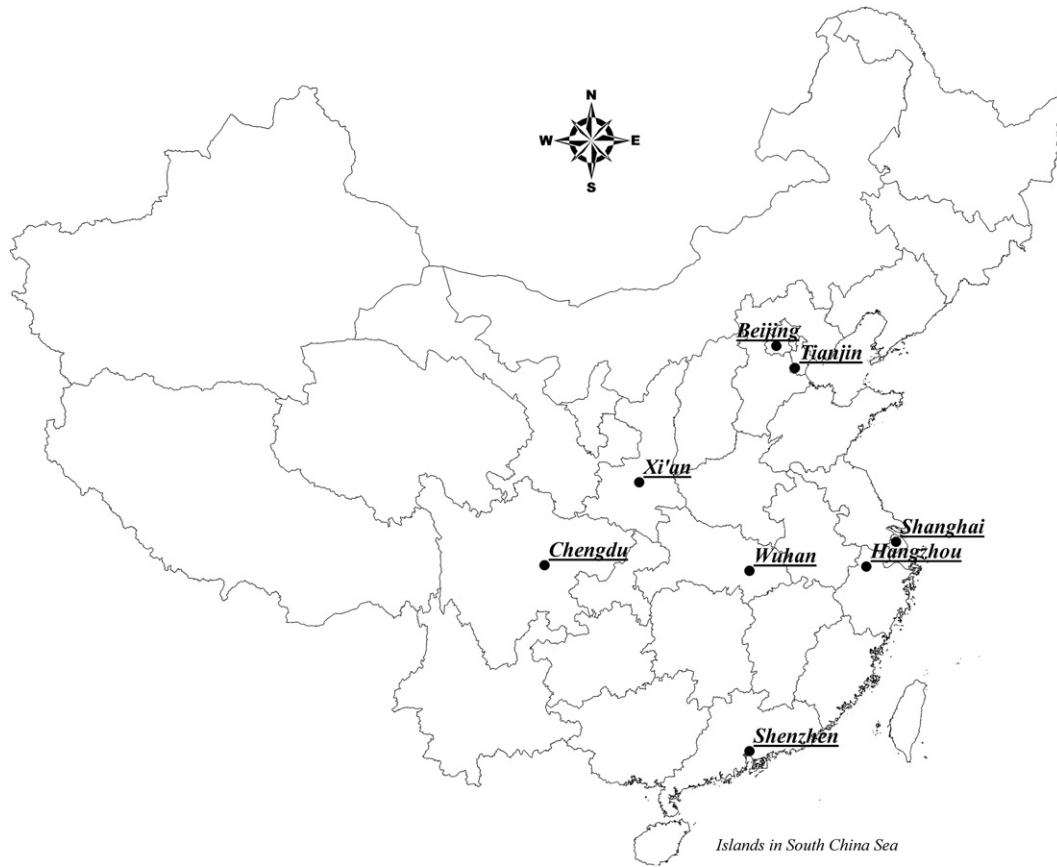 N
W E
S
Beijing
Tianjin
Xi'an
Shanghai
Chengdu
Wuhan
Hangzhou
Shenzhen
Islands in South China Sea